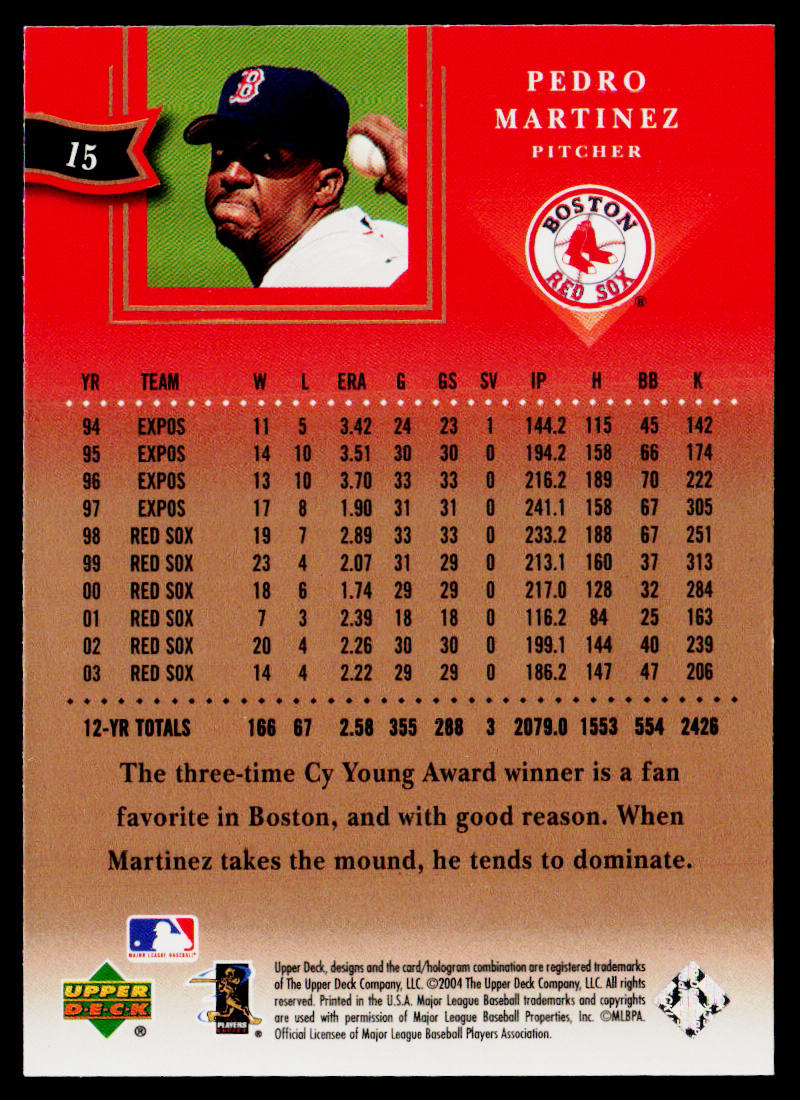 15
PEDRO
MARTINEZ
PITCHER
B
BOSTON
RED SOX
®
YR TEAM W L ERA G GS SV IP H BB K
94 EXPOS 11 5 3.42 24 23 1 144.2 115 45 142
95 EXPOS 14 10 3.51 30 30 0 194.2 158 66 174
96 EXPOS 13 10 3.70 33 33 0 216.2 189 70 222
97 EXPOS 17 8 1.90 31 31 0 241.1 158 67 305
98 RED SOX 19 7 2.89 33 33 0 233.2 188 67 251
99 RED SOX 23 4 2.07 31 29 0 213.1 160 37 313
00 RED SOX 18 6 1.74 29 29 0 217.0 128 32 284
01 RED SOX 7 3 2.39 18 18 0 116.2 84 25 163
02 RED SOX 20 4 2.26 30 30 0 199.1 144 40 239
03 RED SOX 14 4 2.22 29 29 0 186.2 147 47 206
12-YR TOTALS 166 67 2.58 355 288 3 2079.0 1553 554 2426
The three-time Cy Young Award winner is a fan
favorite in Boston, and with good reason. When
Martinez takes the mound, he tends to dominate.
MAJOR LEAGUE BASEBALL
UPPER
DECK
®
PLAYERS
CHOICE
®
Upper Deck, designs and the card/hologram combination are registered trademarks
of The Upper Deck Company, LLC. ©2004 The Upper Deck Company, LLC. All rights
reserved. Printed in the U.S.A. Major League Baseball trademarks and copyrights
are used with permission of Major League Baseball Properties, Inc. ©MLBPA.
Official Licensee of Major League Baseball Players Association.